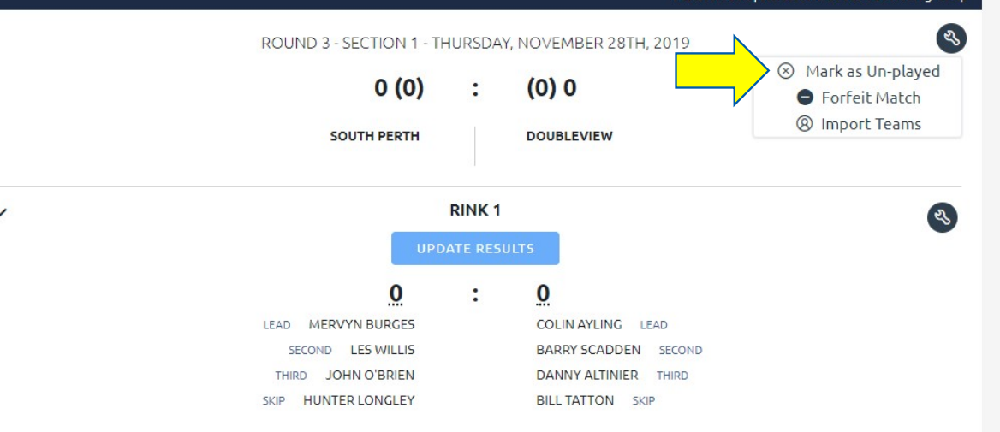 ROUND 3 - SECTION 1 - THURSDAY, NOVEMBER 28TH, 2019
Mark as Un-played
Forfeit Match
Import Teams
0 (0) : (0) 0
SOUTH PERTH DOUBLEVIEW
RINK 1
UPDATE RESULTS
0 : 0
LEAD MERVYN BURGES COLIN AYLING LEAD
SECOND LES WILLIS BARRY SCADDEN SECOND
THIRD JOHN O'BRIEN DANNY ALTINIER THIRD
SKIP HUNTER LONGLEY BILL TATTON SKIP